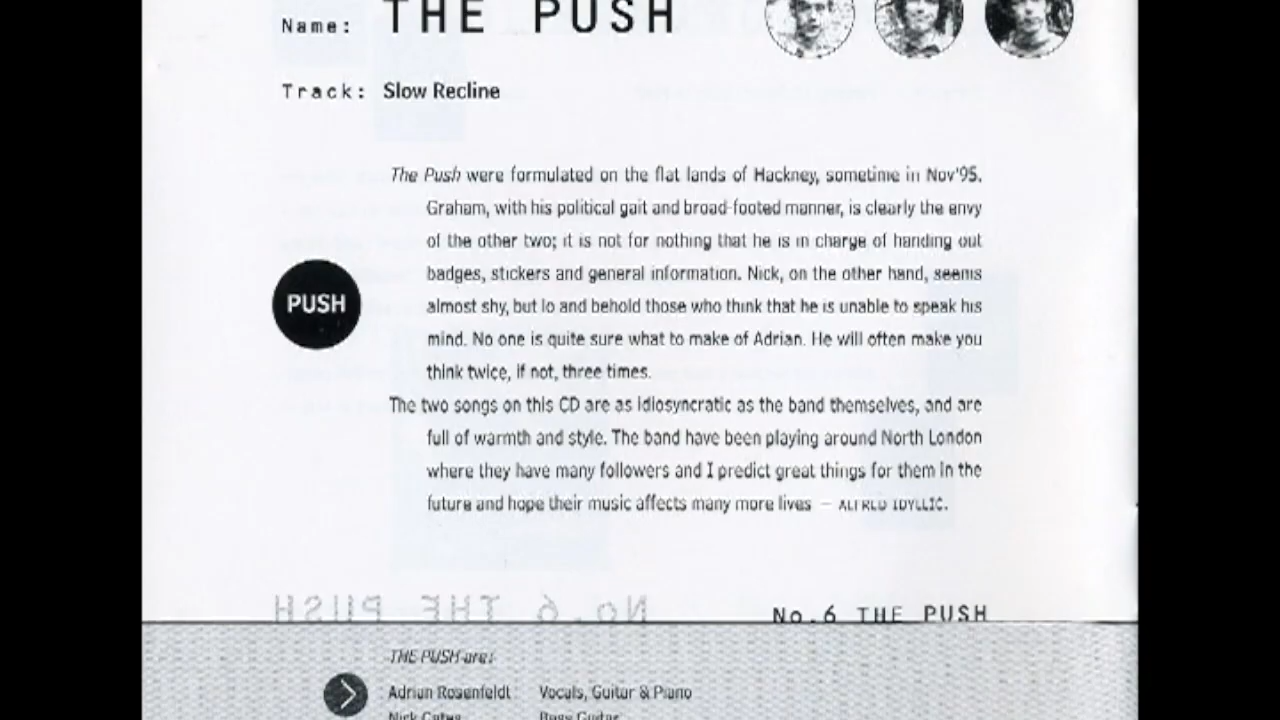 Name: THE PUSH
Track: Slow Recline
The Push were formulated on the flat lands of Hackney, sometime in Nov'95.
Graham, with his political gait and broad-footed manner, is clearly the envy
of the other two; it is not for nothing that he is in charge of handing out
badges, stickers and general information. Nick, on the other hand, seems
PUSH
almost shy, but lo and behold those who think that he is unable to speak his
mind. No one is quite sure what to make of Adrian. He will often make you
think twice, if not, three times.
The two songs on this CD are as idiosyncratic as the band themselves, and are
full of warmth and style. The band have been playing around North London
where they have many followers and I predict great things for them in the
future and hope their music affects many more lives – ALFRED IDYLLIC.
No.6 THE PUSH
No.6 THE PUSH
THE PUSH are:
Adrian Rosenfeldt Vocals, Guitar & Piano
Nick Bass Guitar